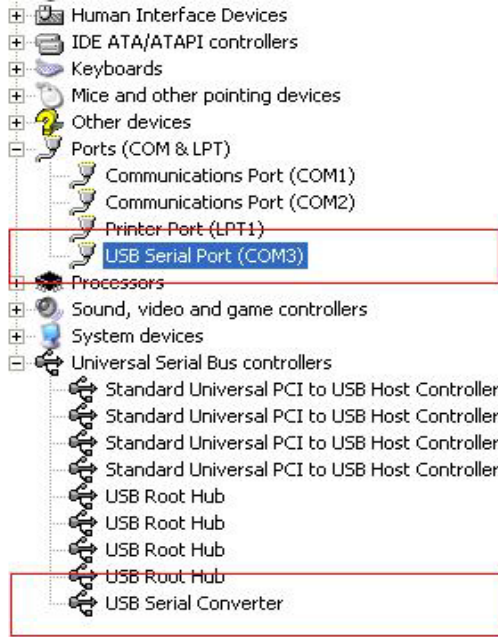 Human Interface Devices
IDE ATA/ATAPI controllers
Keyboards
Mice and other pointing devices
Other devices
Ports (COM & LPT)
Communications Port (COM1)
Communications Port (COM2)
Printer Port (LPT1)
USB Serial Port (COM3)
Processors
Sound, video and game controllers
System devices
Universal Serial Bus controllers
Standard Universal PCI to USB Host Controller
Standard Universal PCI to USB Host Controller
Standard Universal PCI to USB Host Controller
Standard Universal PCI to USB Host Controller
USB Root Hub
USB Root Hub
USB Root Hub
USB Root Hub
USB Serial Converter